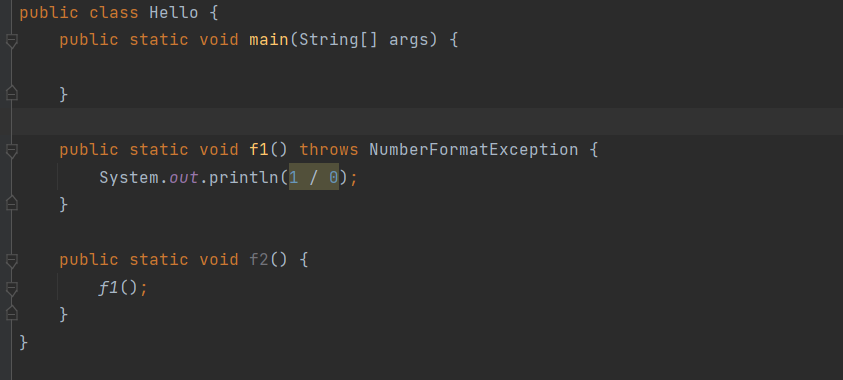 public class Hello {
    public static void main(String[] args) {

    }

    public static void f1() throws NumberFormatException {
        System.out.println(1 / 0);
    }

    public static void f2() {
        f1();
    }
}